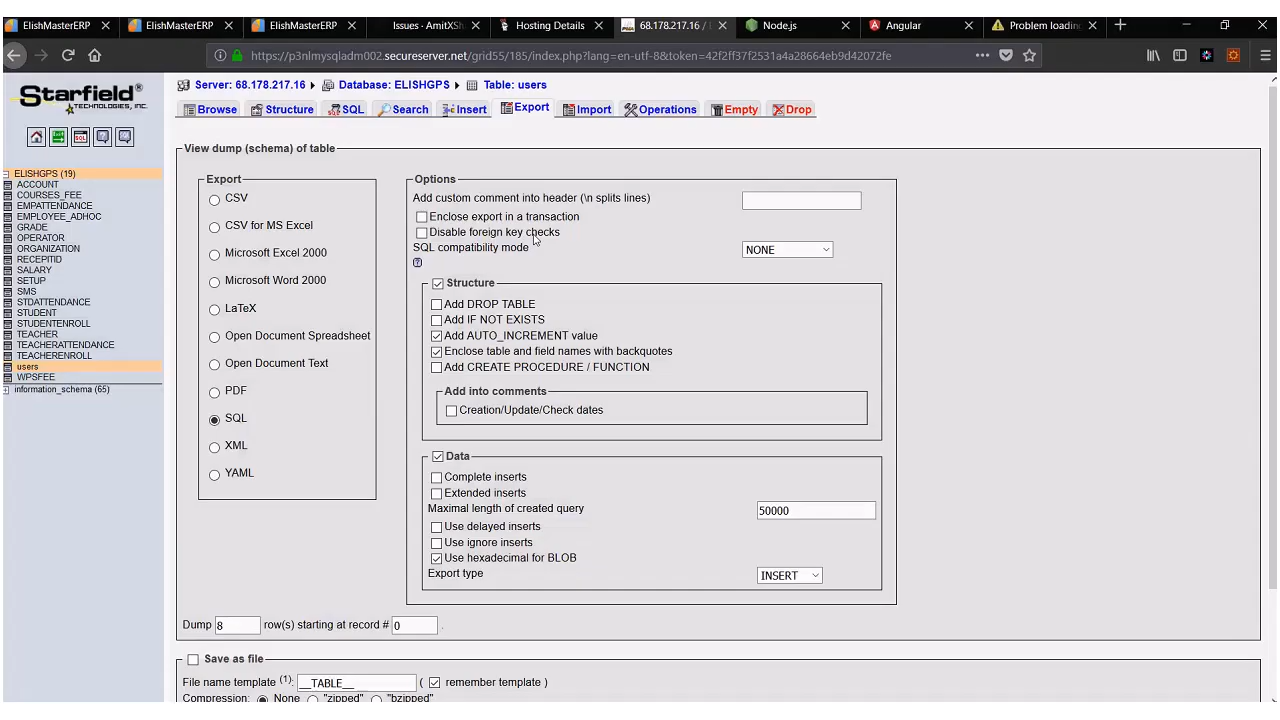 ElishMasterERP
ElishMasterERP
ElishMasterERP
Issues - AmitXSh
Hosting Details
68.178.217.16 /
Node.js
Angular
Problem loading
https://p3nlmysqladm002.secureserver.net/grid55/185/index.php?lang=en-utf-8&token=42f2ff37f2531a4a28664eb9d42072fe
Starfield
TECHNOLOGIES, INC.
SQL
ELISHGPS (19)
ACCOUNT
COURSES_FEE
EMPATTENDANCE
EMPLOYEE_ADHOC
GRADE
OPERATOR
ORGANIZATION
RECEPITID
SALARY
SETUP
SMS
STDATTENDANCE
STUDENT
STUDENTENROLL
TEACHER
TEACHERATTENDANCE
TEACHERENROLL
users
WPSFEE
information_schema (65)
Server: 68.178.217.16 Database: ELISHGPS Table: users
Browse Structure SQL Search Insert Export Import Operations Empty Drop
View dump (schema) of table
Export
CSV
CSV for MS Excel
Microsoft Excel 2000
Microsoft Word 2000
LaTeX
Open Document Spreadsheet
Open Document Text
PDF
SQL
XML
YAML
Options
Add custom comment into header (\n splits lines)
Enclose export in a transaction
Disable foreign key checks
SQL compatibility mode NONE
Structure
Add DROP TABLE
Add IF NOT EXISTS
Add AUTO_INCREMENT value
Enclose table and field names with backquotes
Add CREATE PROCEDURE / FUNCTION
Add into comments
Creation/Update/Check dates
Data
Complete inserts
Extended inserts
Maximal length of created query 50000
Use delayed inserts
Use ignore inserts
Use hexadecimal for BLOB
Export type INSERT
Dump 8 row(s) starting at record # 0 .
Save as file
File name template (1): __TABLE__ ( remember template )
Compression: None "zipped" "bzipped"